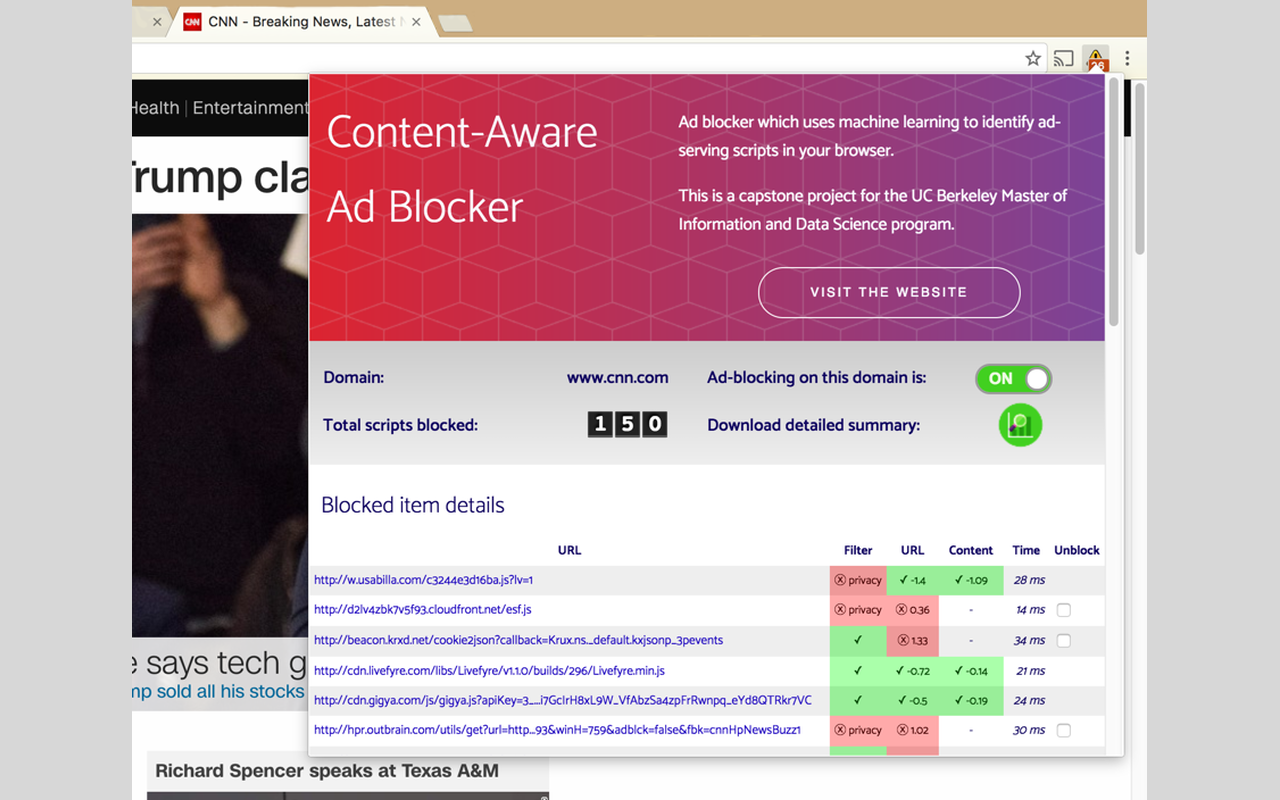 CNN CNN - Breaking News, Latest
26
Health | Entertainment
Trump cla
e says tech g
mp sold all his stocks
Richard Spencer speaks at Texas A&M
Content-Aware
Ad Blocker
Ad blocker which uses machine learning to identify ad-
serving scripts in your browser.
This is a capstone project for the UC Berkeley Master of
Information and Data Science program.
VISIT THE WEBSITE
Domain: www.cnn.com Ad-blocking on this domain is: ON
Total scripts blocked: 150 Download detailed summary:
Blocked item details
URL Filter URL Content Time Unblock
http://w.usabilla.com/c3244e3d16ba.js?lv=1 ⓧ privacy ✓ -1.4 ✓ -1.09 28 ms
http://d2lv4zbk7v5f93.cloudfront.net/esf.js ⓧ privacy ⓧ 0.36 - 14 ms
http://beacon.krxd.net/cookie2json?callback=Krux.ns._default.kxjsonp_3pevents ✓ ⓧ 1.33 - 34 ms
http://cdn.livefyre.com/libs/Livefyre/v1.1.0/builds/296/Livefyre.min.js ✓ ✓ -0.72 ✓ -0.14 21 ms
http://cdn.gigya.com/js/gigya.js?apiKey=3_...i7GcIrH8xL9W_VfAbzSa4zpFrRwnpq_eYd8QTRkr7VC ✓ ✓ -0.5 ✓ -0.19 24 ms
http://hpr.outbrain.com/utils/get?url=http...93&winH=759&adblck=false&fbk=cnnHpNewsBuzz1 ⓧ privacy ⓧ 1.02 - 30 ms